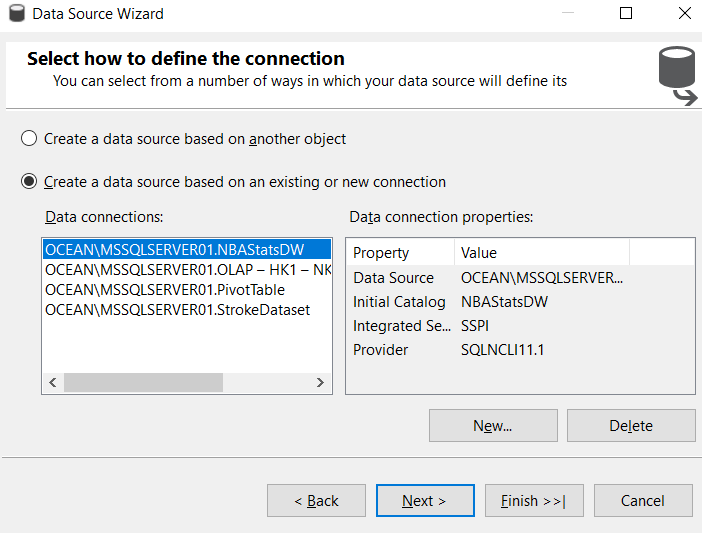 Data Source Wizard
Select how to define the connection
You can select from a number of ways in which your data source will define its
Create a data source based on another object
Create a data source based on an existing or new connection
Data connections:
Data connection properties:
OCEAN\MSSQLSERVER01.NBAStatsDW
OCEAN\MSSQLSERVER01.OLAP – HK1 – NK
OCEAN\MSSQLSERVER01.PivotTable
OCEAN\MSSQLSERVER01.StrokeDataset
Property Value
Data Source OCEAN\MSSQLSERVER...
Initial Catalog NBAStatsDW
Integrated Se... SSPI
Provider SQLNCLI11.1
New... Delete
< Back Next > Finish >>| Cancel